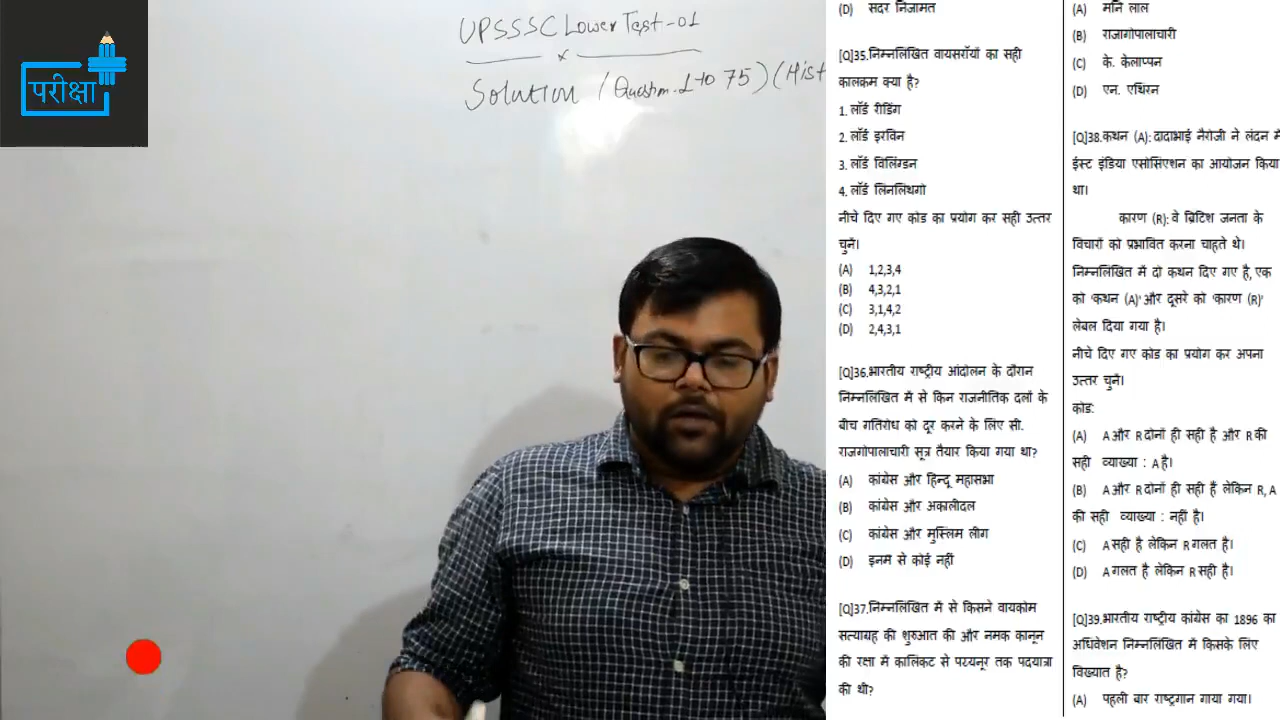 परीक्षा
UPSSSC Lower Test-01
x
Solution (Question. 1 to 75) (Hist
(D) सदर निजामत
[Q]35.निम्नलिखित वायसरॉयों का सही
कालक्रम क्या है?
1. लॉर्ड रीडिंग
2. लॉर्ड इरविन
3. लॉर्ड विलिंग्डन
4. लॉर्ड लिनलिथगो
नीचे दिए गए कोड का प्रयोग कर सही उत्तर
चुनें।
(A) 1,2,3,4
(B) 4,3,2,1
(C) 3,1,4,2
(D) 2,4,3,1
[Q]36.भारतीय राष्ट्रीय आंदोलन के दौरान
निम्नलिखित में से किन राजनीतिक दलों के
बीच गतिरोध को दूर करने के लिए सी.
राजगोपालाचारी सूत्र तैयार किया गया था?
(A) कांग्रेस और हिन्दू महासभा
(B) कांग्रेस और अकालीदल
(C) कांग्रेस और मुस्लिम लीग
(D) इनमें से कोई नहीं
[Q]37.निम्नलिखित में से किसने वायकोम
सत्याग्रह की शुरुआत की और नमक कानून
की रक्षा में कालिकट से पय्यनूर तक पदयात्रा
की थी?
(A) मनि लाल
(B) राजागोपालाचारी
(C) के. केलाप्पन
(D) एन. एथिरन
[Q]38.कथन (A): दादाभाई नैरोजी ने लंदन में
ईस्ट इंडिया एसोसिएशन का आयोजन किया
था।
कारण (R): वे ब्रिटिश जनता के
विचारों को प्रभावित करना चाहते थे।
निम्नलिखित में दो कथन दिए गए है, एक
को 'कथन (A)' और दूसरे को 'कारण (R)'
लेबल दिया गया है।
नीचे दिए गए कोड का प्रयोग कर अपना
उत्तर चुनें।
कोड:
(A) A और R दोनों ही सही है और R की
सही व्याख्या : A है।
(B) A और R दोनों ही सही हैं लेकिन R, A
की सही व्याख्या : नहीं है।
(C) A सही है लेकिन R गलत है।
(D) A गलत है लेकिन R सही है।
[Q]39.भारतीय राष्ट्रीय कांग्रेस का 1896 का
अधिवेशन निम्नलिखित में किसके लिए
विख्यात है?
(A) पहली बार राष्ट्रगान गाया गया।